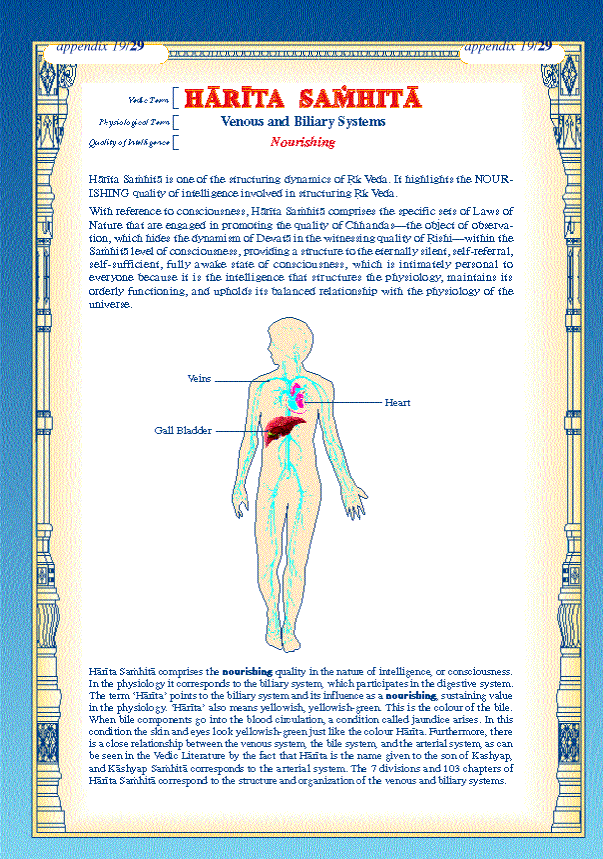 appendix 19/29
appendix 19/29
Vedic Term
HĀRĪTA SAṀHITĀ
Physiological Term
Venous and Biliary Systems
Quality of Intelligence
Nourishing
Hārīta Saṁhitā is one of the structuring dynamics of Ṛk Veda. It highlights the NOUR-
ISHING quality of intelligence involved in structuring Ṛk Veda.
With reference to consciousness, Hārīta Saṁhitā comprises the specific sets of Laws of
Nature that are engaged in promoting the quality of Chhandas—the object of observa-
tion, which hides the dynamism of Devatā in the witnessing quality of Ṛishi—within the
Saṁhitā level of consciousness, providing a structure to the eternally silent, self-referral,
self-sufficient, fully awake state of consciousness, which is intimately personal to
everyone because it is the intelligence that structures the physiology, maintains its
orderly functioning, and upholds its balanced relationship with the physiology of the
universe.
Veins
Heart
Gall Bladder
Hārīta Saṁhitā comprises the nourishing quality in the nature of intelligence, or consciousness.
In the physiology it corresponds to the biliary system, which participates in the digestive system.
The term ‘Hārīta’ points to the biliary system and its influence as a nourishing, sustaining value
in the physiology. ‘Hārīta’ also means yellowish, yellowish-green. This is the colour of the bile.
When bile components go into the blood circulation, a condition called jaundice arises. In this
condition the skin and eyes look yellowish-green just like the colour Hārīta. Furthermore, there
is a close relationship between the venous system, the bile system, and the arterial system, as can
be seen in the Vedic Literature by the fact that Hārīta is the name given to the son of Kashyap,
and Kāshyap Saṁhitā corresponds to the arterial system. The 7 divisions and 103 chapters of
Hārīta Saṁhitā correspond to the structure and organization of the venous and biliary systems.